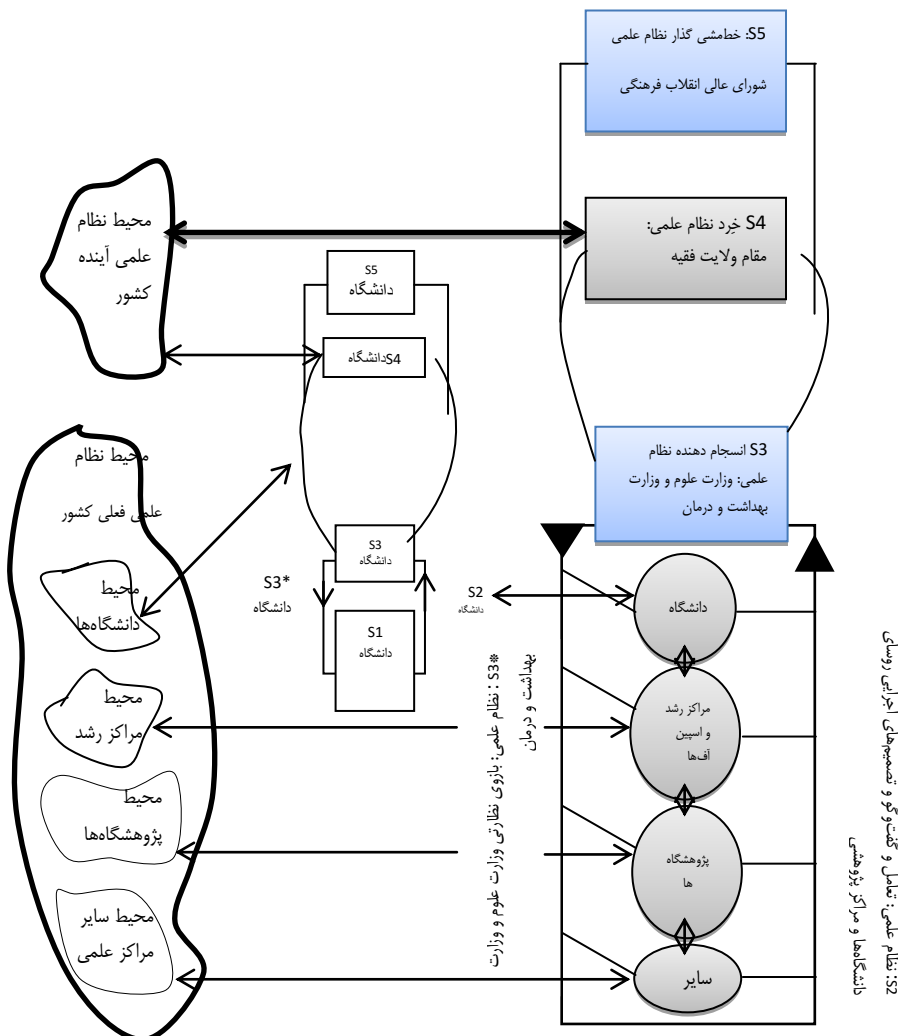 S5: خط‌مشی گذار نظام علمی
شورای عالی انقلاب فرهنگی
S4 خِرد نظام علمی:
مقام ولایت فقیه
S3 انسجام دهنده نظام
علمی: وزارت علوم و وزارت
بهداشت و درمان
دانشگاه
مراکز رشد
و اسپین
آف‌ها
پژوهشگاه
ها
سایر
S2: نظام علمی: تعامل و گفت‌وگو و تصمیم‌های اجرایی روسای
دانشگاه‌ها و مراکز پژوهشی
S3*: نظام علمی: بازوی نظارتی وزارت علوم و وزارت
بهداشت و درمان
S5
دانشگاه
S4دانشگاه
S3
دانشگاه
S3*
دانشگاه
S1
دانشگاه
S2
دانشگاه
محیط نظام
علمی آینده
کشور
محیط نظام
علمی فعلی کشور
محیط
دانشگاه‌ها
محیط
مراکز رشد
محیط
پژوهشگاه‌ها
محیط سایر
مراکز علمی